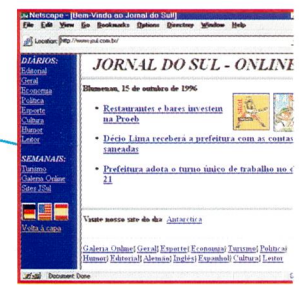 Netscape - [Bem-Vindo ao Jornal do Sul!]
File Edit View Go Bookmarks Options Directory Window Help
Location: http://www.sul.com.br/
DIÁRIOS:
Editorial
Geral
Economia
Política
Esporte
Cultura
Humor
Leitor
SEMANAIS:
Turismo
Galeria Online
Sites JSul
Volta à capa
JORNAL DO SUL - ONLINE
Blumenau, 15 de outubro de 1996
Restaurantes e bares investem
na Proeb
Décio Lima receberá a prefeitura com as contas
saneadas
Prefeitura adota o turno único de trabalho no d
21
Visite nosso site do dia Antarctica
Galeria Online| Geral| Esporte| Economia| Turismo| Política|
Humor| Editorial| Alemão| Inglês| Espanhol| Cultura| Leitor
Document Done